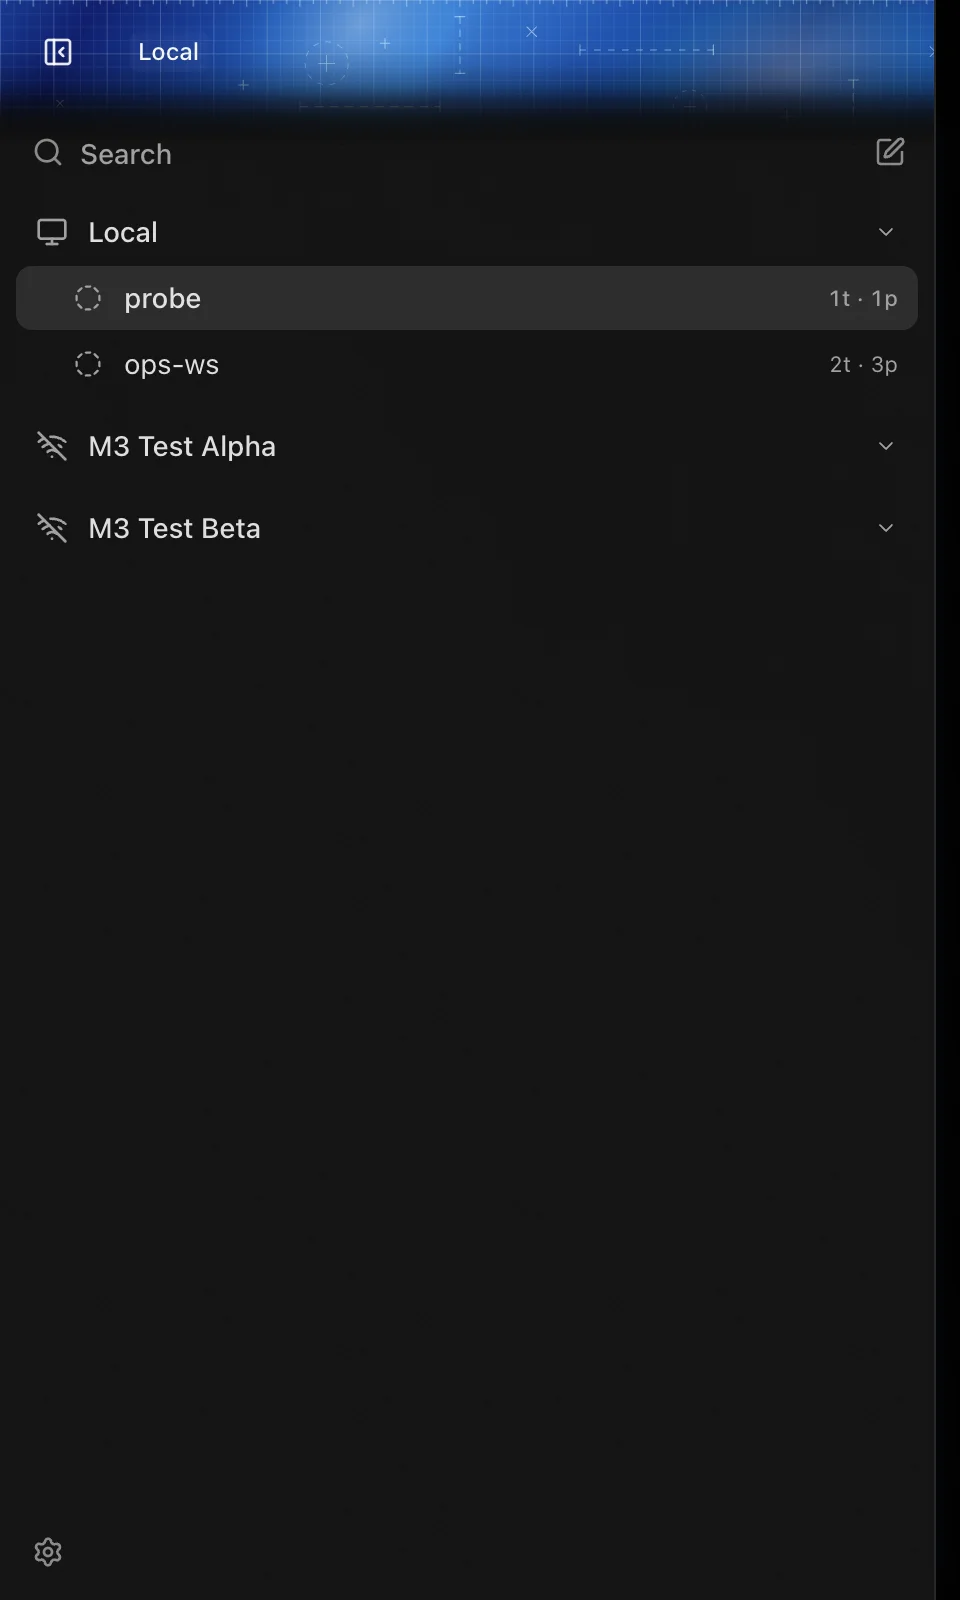 Local
Search
Local
probe 1t · 1p
ops-ws 2t · 3p
M3 Test Alpha
M3 Test Beta